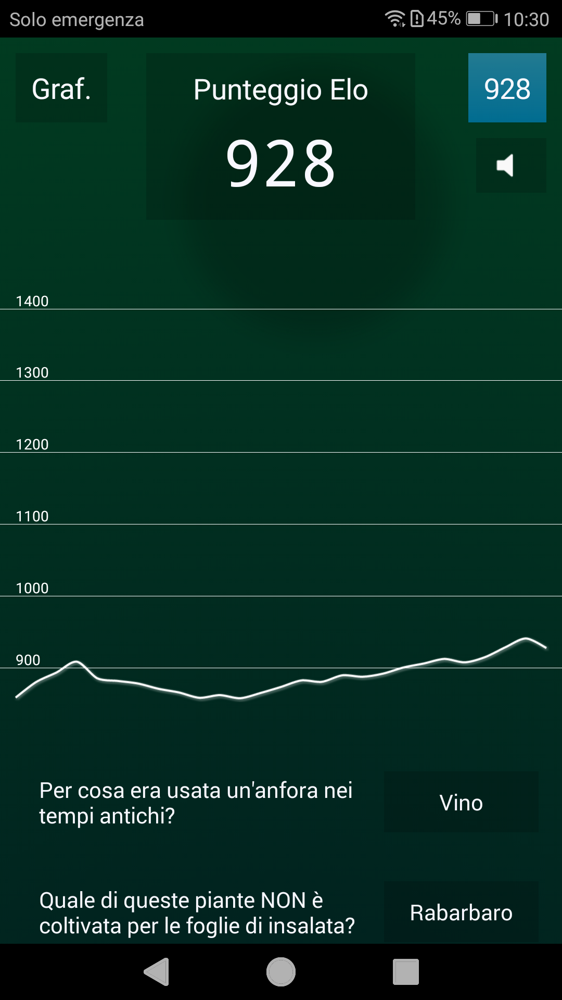 Solo emergenza
45%
10:30
Graf.
Punteggio Elo
928
928
1400
1300
1200
1100
1000
900
Per cosa era usata un'anfora nei
tempi antichi?
Vino
Quale di queste piante NON è
coltivata per le foglie di insalata?
Rabarbaro